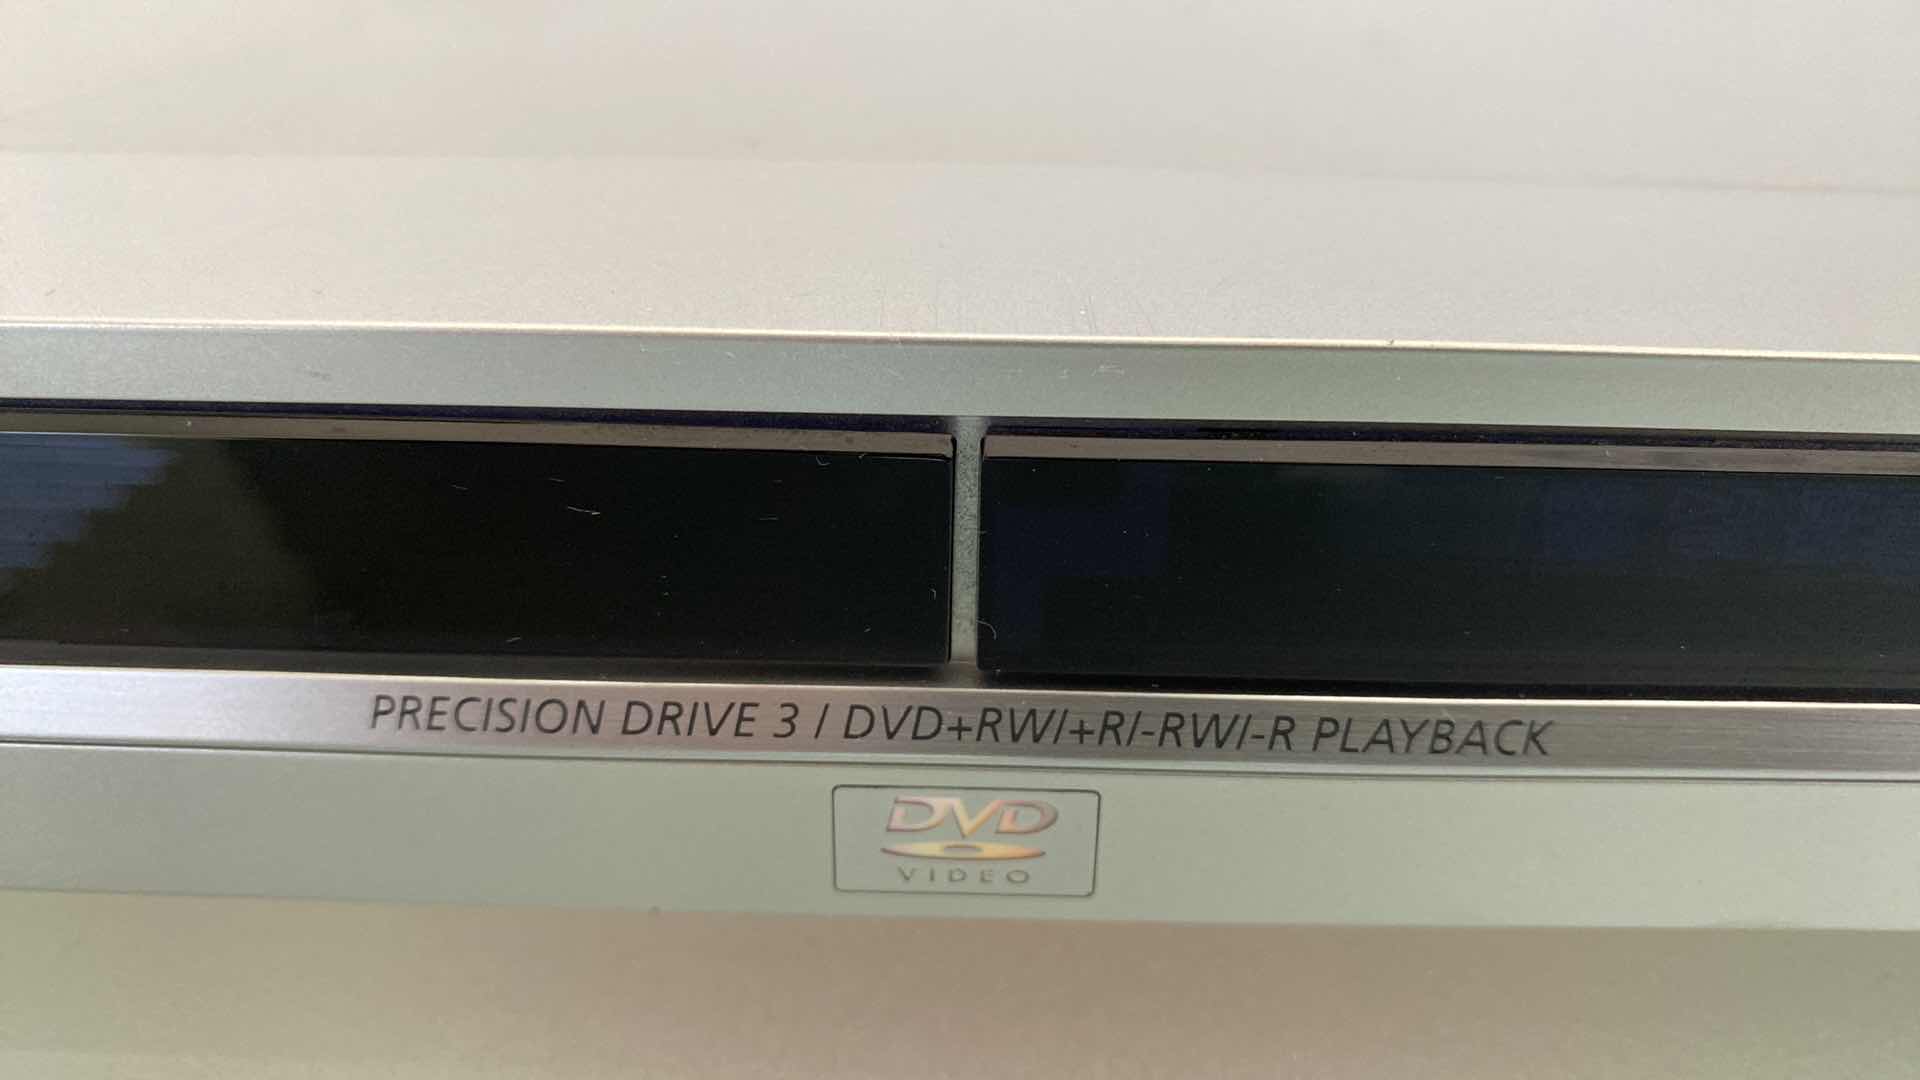 PRECISION DRIVE 3 / DVD+RW/+R/-RW/-R PLAYBACK
DVD
VIDEO